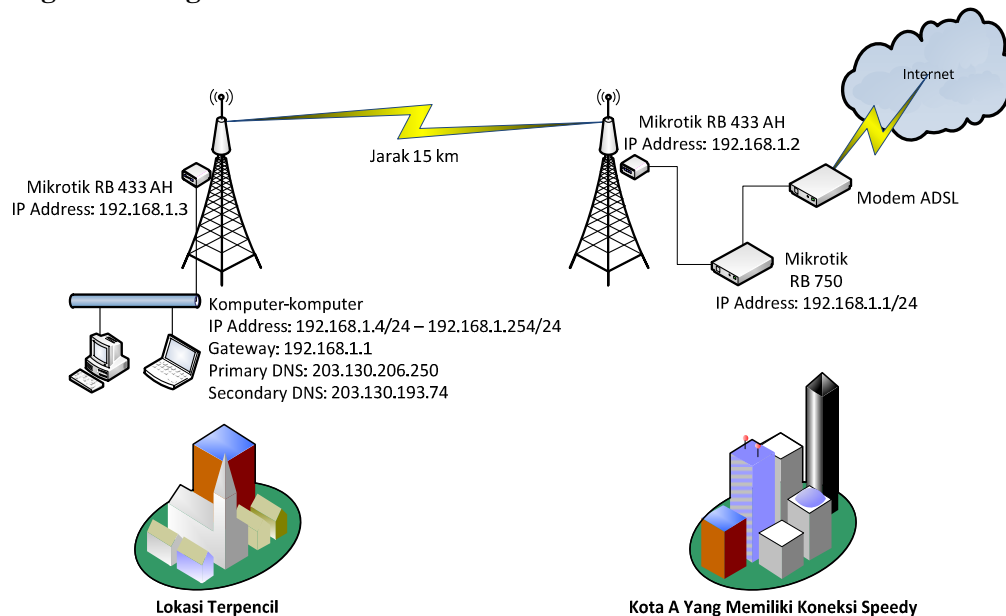 Internet
Mikrotik RB 433 AH
IP Address: 192.168.1.2
Jarak 15 km
Mikrotik RB 433 AH
IP Address: 192.168.1.3
Modem ADSL
Mikrotik
RB 750
IP Address: 192.168.1.1/24
Komputer-komputer
IP Address: 192.168.1.4/24 – 192.168.1.254/24
Gateway: 192.168.1.1
Primary DNS: 203.130.206.250
Secondary DNS: 203.130.193.74
Lokasi Terpencil
Kota A Yang Memiliki Koneksi Speedy